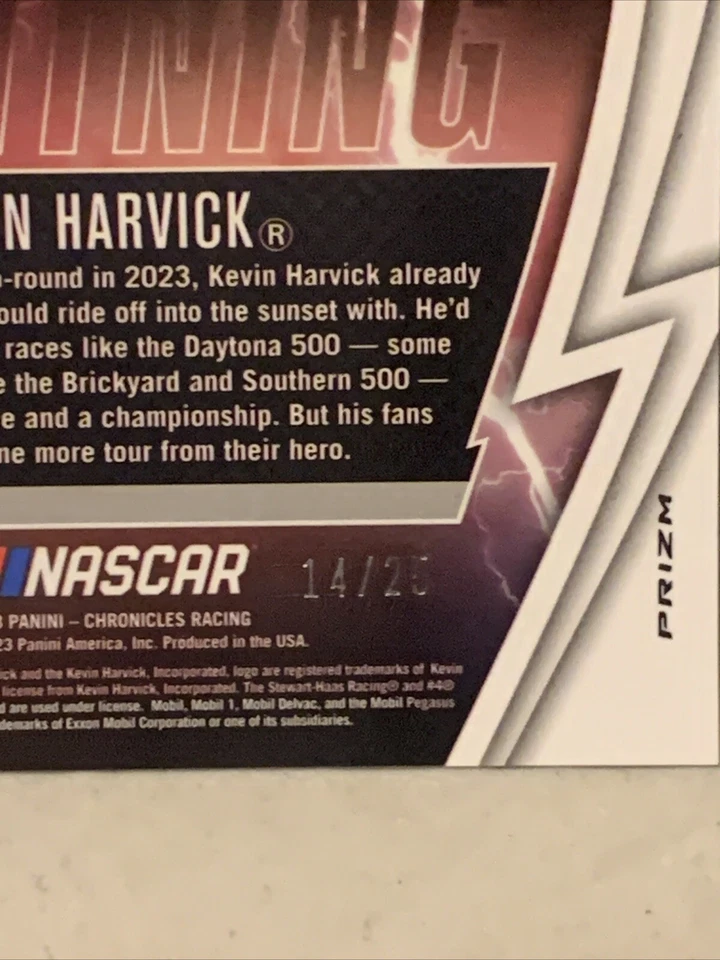 NING
N HARVICK®
-round in 2023, Kevin Harvick already
ould ride off into the sunset with. He'd
races like the Daytona 500 — some
e the Brickyard and Southern 500 —
e and a championship. But his fans
ne more tour from their hero.
NASCAR
14/25
3 PANINI – CHRONICLES RACING
23 Panini America, Inc. Produced in the USA.
ick and the Kevin Harvick, Incorporated, logo are registered trademarks of Kevin
license from Kevin Harvick, Incorporated. The Stewart-Haas Racing® and #4®
d are used under license. Mobil, Mobil 1, Mobil Delvac, and the Mobil Pegasus
demarks of Exxon Mobil Corporation or one of its subsidiaries.
PRIZM